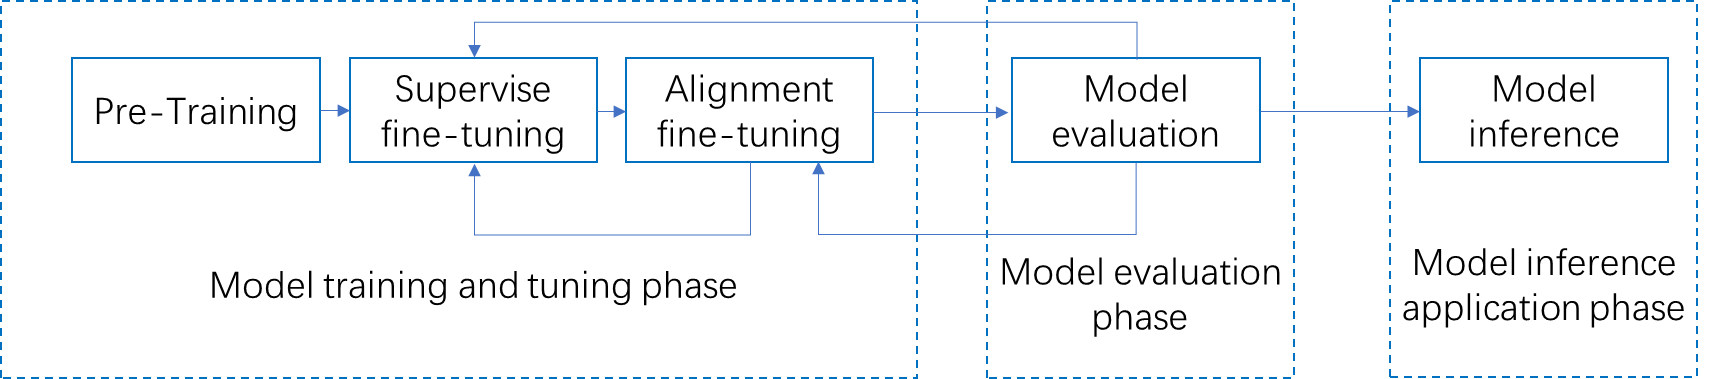 Pre-Training
Supervise
fine-tuning
Alignment
fine-tuning
Model
evaluation
Model
inference
Model training and tuning phase
Model evaluation
phase
Model inference
application phase